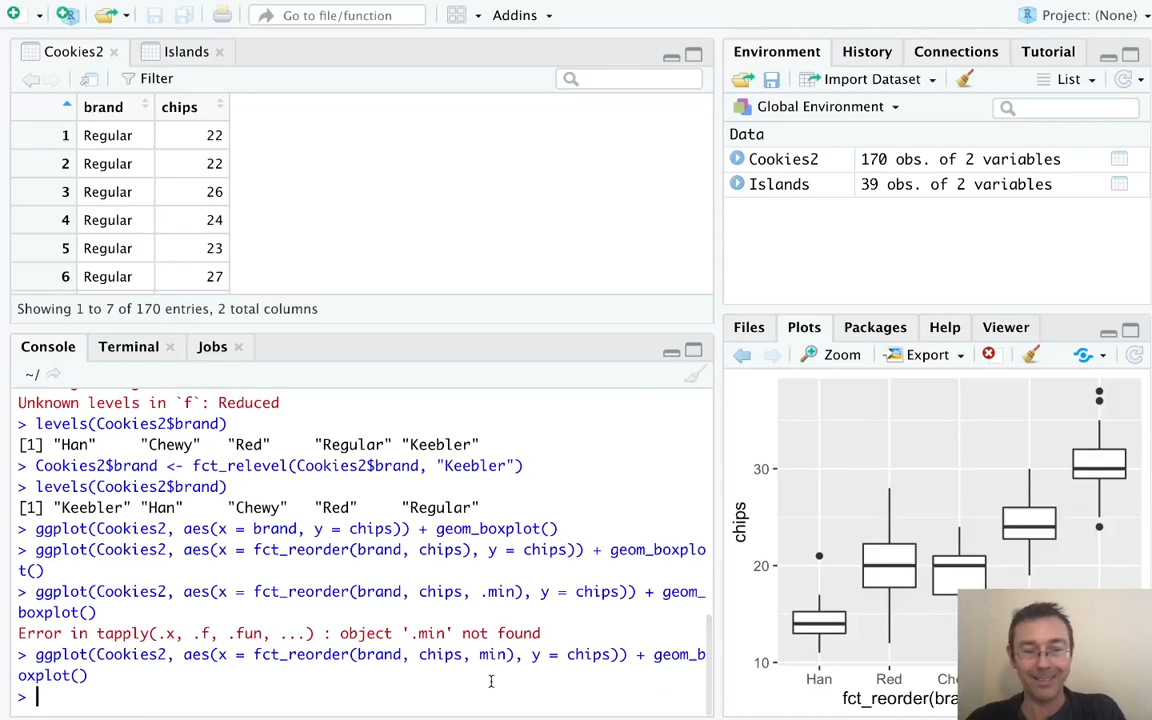 Go to file/function
Addins
Project: (None)
Cookies2
Islands
Filter
brand
chips
1 Regular 22
2 Regular 22
3 Regular 26
4 Regular 24
5 Regular 23
6 Regular 27
Showing 1 to 7 of 170 entries, 2 total columns
Console
Terminal
Jobs
~/
Unknown levels in `f`: Reduced
> levels(Cookies2$brand)
[1] "Han" "Chewy" "Red" "Regular" "Keebler"
> Cookies2$brand <- fct_relevel(Cookies2$brand, "Keebler")
> levels(Cookies2$brand)
[1] "Keebler" "Han" "Chewy" "Red" "Regular"
> ggplot(Cookies2, aes(x = brand, y = chips)) + geom_boxplot()
> ggplot(Cookies2, aes(x = fct_reorder(brand, chips), y = chips)) + geom_boxplo
t()
> ggplot(Cookies2, aes(x = fct_reorder(brand, chips, .min), y = chips)) + geom_
boxplot()
Error in tapply(.x, .f, .fun, ...) : object '.min' not found
> ggplot(Cookies2, aes(x = fct_reorder(brand, chips, min), y = chips)) + geom_b
oxplot()
>
Environment
History
Connections
Tutorial
Import Dataset
List
Global Environment
Data
Cookies2 170 obs. of 2 variables
Islands 39 obs. of 2 variables
Files
Plots
Packages
Help
Viewer
Zoom
Export
chips
30
20
10
Han
Red
Ch
fct_reorder(bra